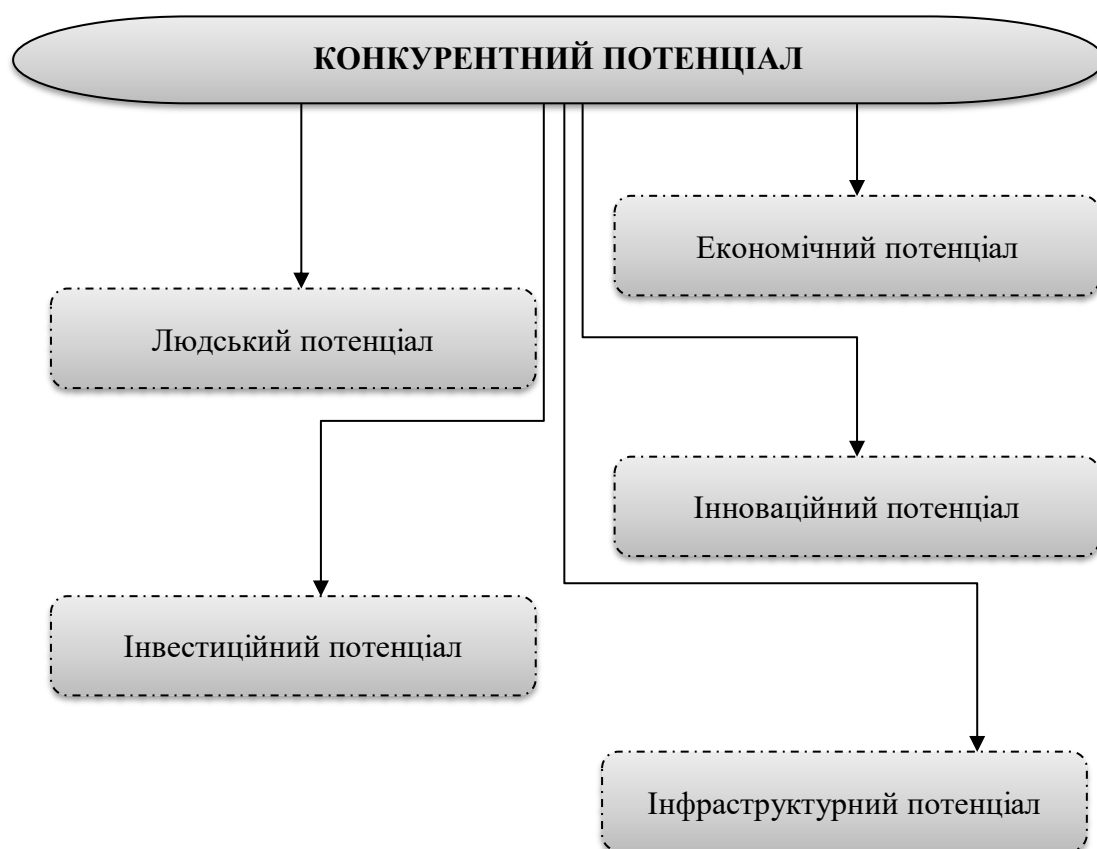 КОНКУРЕНТНИЙ ПОТЕНЦІАЛ
Економічний потенціал
Людський потенціал
Інноваційний потенціал
Інвестиційний потенціал
Інфраструктурний потенціал